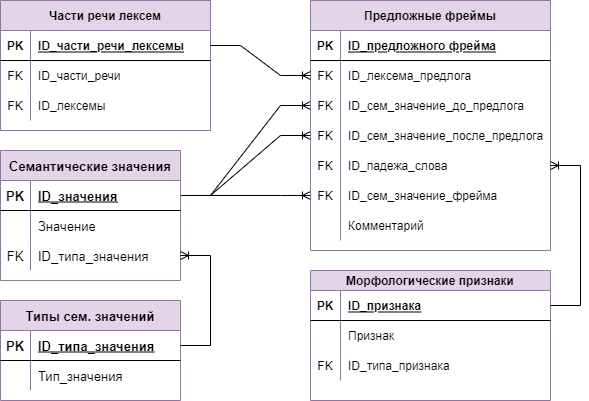 Части речи лексем
PK ID_части_речи_лексемы
FK ID_части_речи
FK ID_лексемы
Семантические значения
PK ID_значения
Значение
FK ID_типа_значения
Типы сем. значений
PK ID_типа_значения
Тип_значения
Предложные фреймы
PK ID_предложного фрейма
FK ID_лексема_предлога
FK ID_сем_значение_до_предлога
FK ID_сем_значение_после_предлога
FK ID_падежа_слова
FK ID_сем_значение_фрейма
Комментарий
Морфологические признаки
PK ID_признака
Признак
FK ID_типа_признака